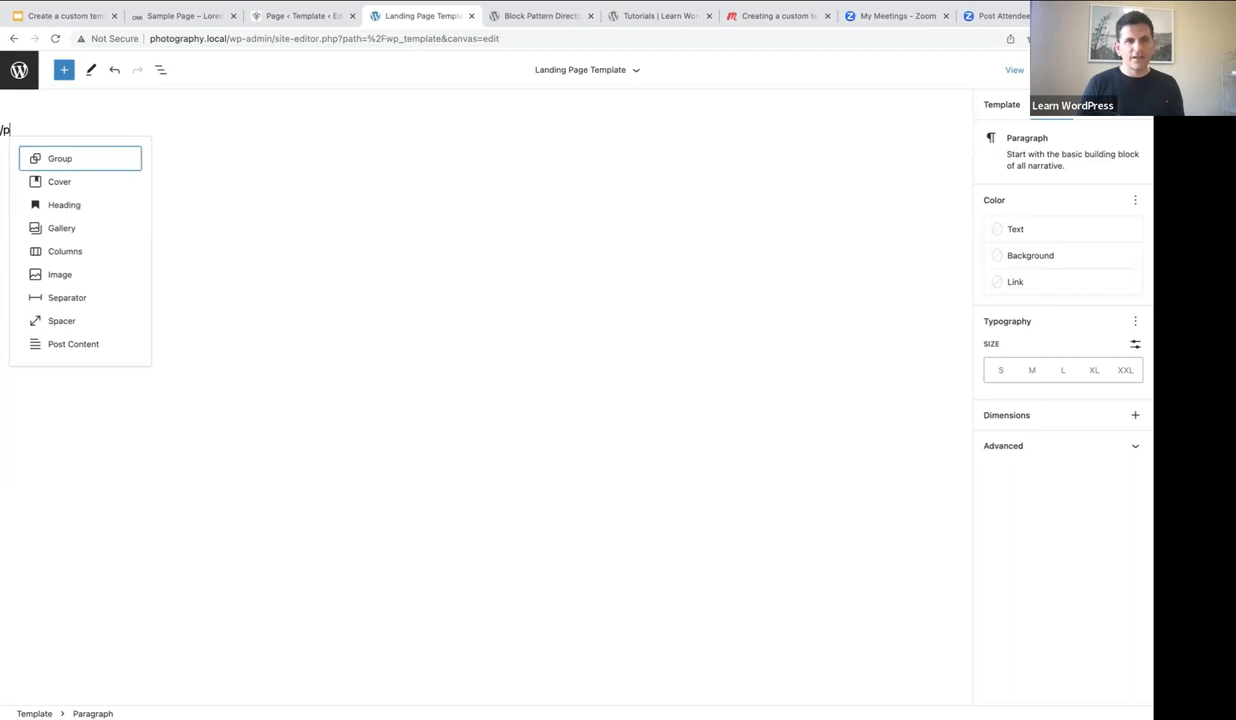 Create a custom tem
Sample Page – Loren
Page ‹ Template ‹ Ed
Landing Page Templa
Block Pattern Directo
Tutorials | Learn Wor
Creating a custom te
My Meetings - Zoom
Post Attendee
Not Secure
photography.local/wp-admin/site-editor.php?path=%2Fwp_template&canvas=edit
Landing Page Template
View
Learn WordPress
Template
/p
Group
Cover
Heading
Gallery
Columns
Image
Separator
Spacer
Post Content
Paragraph
Start with the basic building block
of all narrative.
Color
Text
Background
Link
Typography
SIZE
S M L XL XXL
Dimensions
Advanced
Template > Paragraph